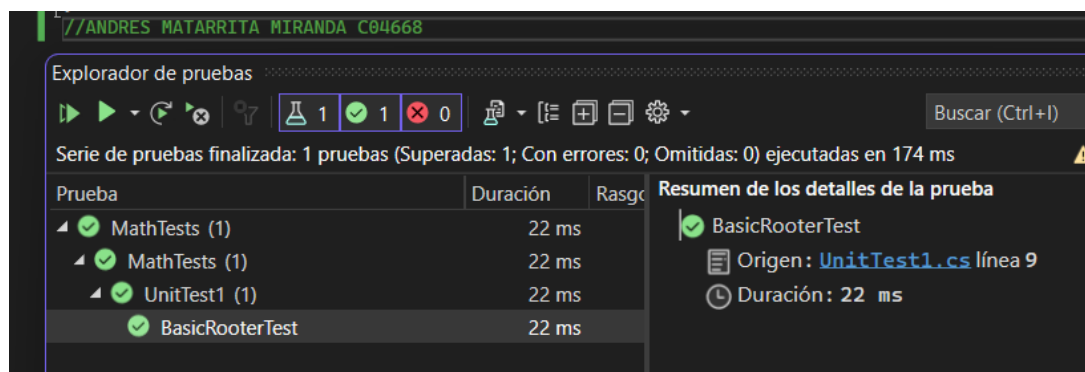 //ANDRES MATARRITA MIRANDA C04668
Explorador de pruebas
1 1 0 Buscar (Ctrl+I)
Serie de pruebas finalizada: 1 pruebas (Superadas: 1; Con errores: 0; Omitidas: 0) ejecutadas en 174 ms
Prueba Duración Rasgo Resumen de los detalles de la prueba
MathTests (1) 22 ms BasicRooterTest
MathTests (1) 22 ms Origen: UnitTest1.cs línea 9
UnitTest1 (1) 22 ms Duración: 22 ms
BasicRooterTest 22 ms